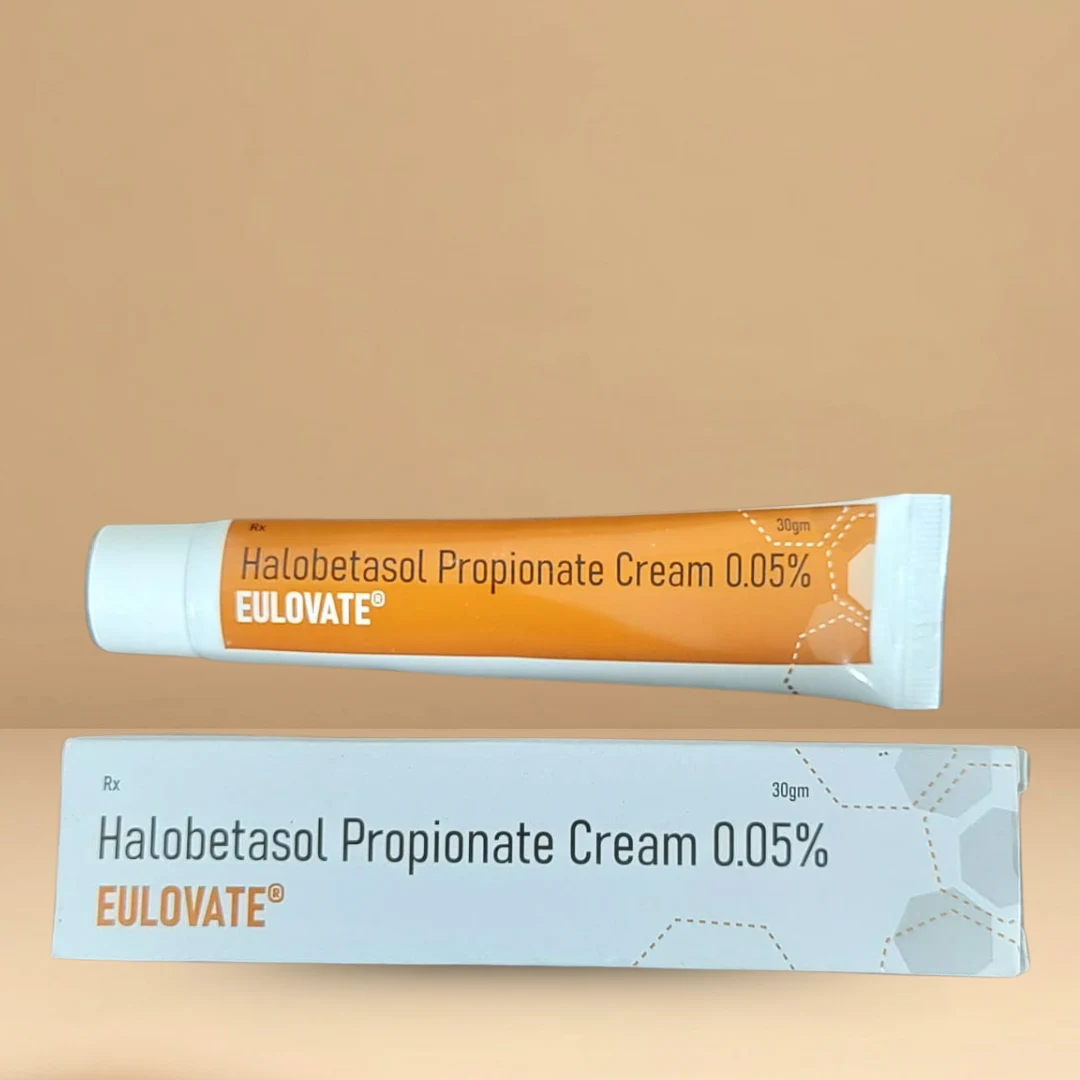 Rx
30gm
Halobetasol Propionate Cream 0.05%
EULOVATE®
Rx
30gm
Halobetasol Propionate Cream 0.05%
EULOVATE®